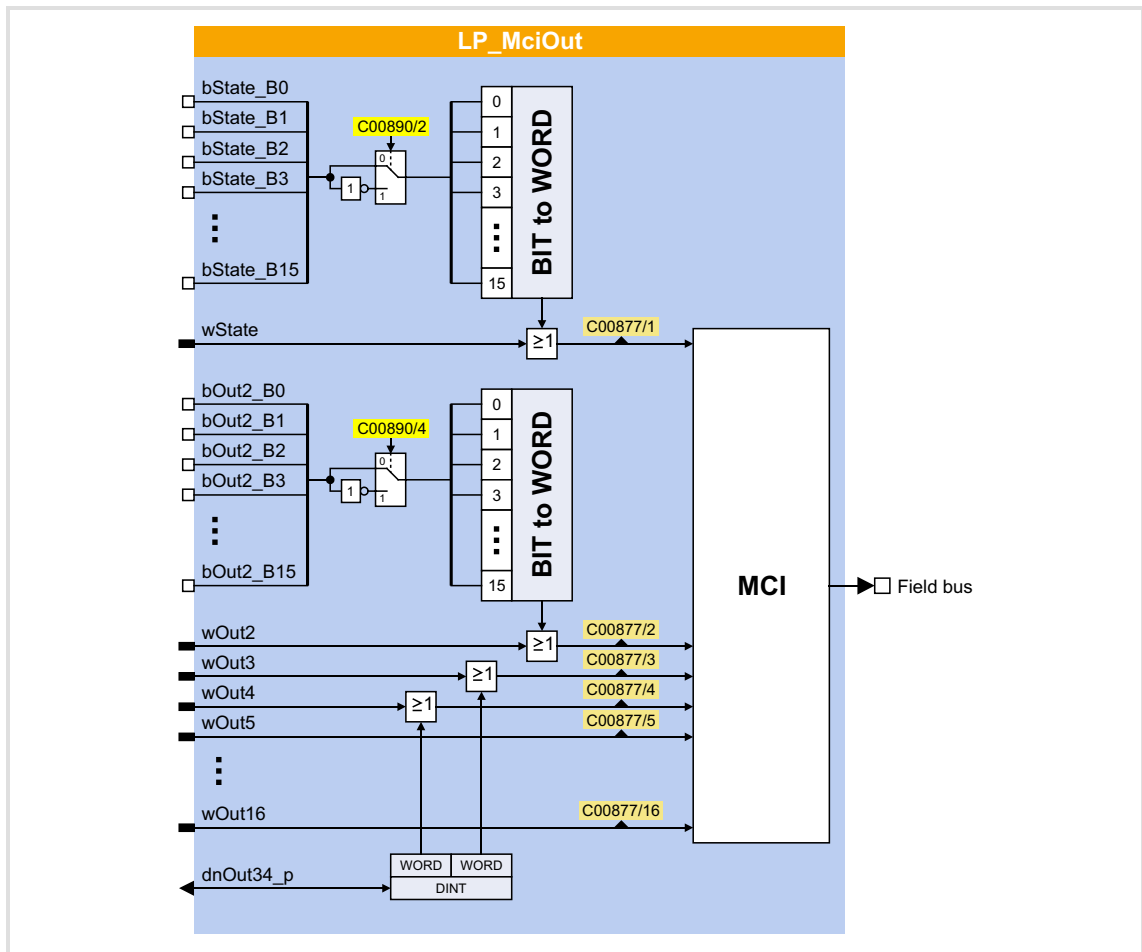 LP_MciOut
bState_B0
bState_B1
bState_B2
bState_B3
bState_B15
C00890/2
0
1
1
0
1
2
3
15
BIT to WORD
wState
≥1
C00877/1
bOut2_B0
bOut2_B1
bOut2_B2
bOut2_B3
bOut2_B15
C00890/4
0
1
1
0
1
2
3
15
BIT to WORD
MCI
Field bus
wOut2
≥1
C00877/2
wOut3
≥1
C00877/3
wOut4
≥1
C00877/4
wOut5
C00877/5
wOut16
C00877/16
dnOut34_p
WORD WORD
DINT